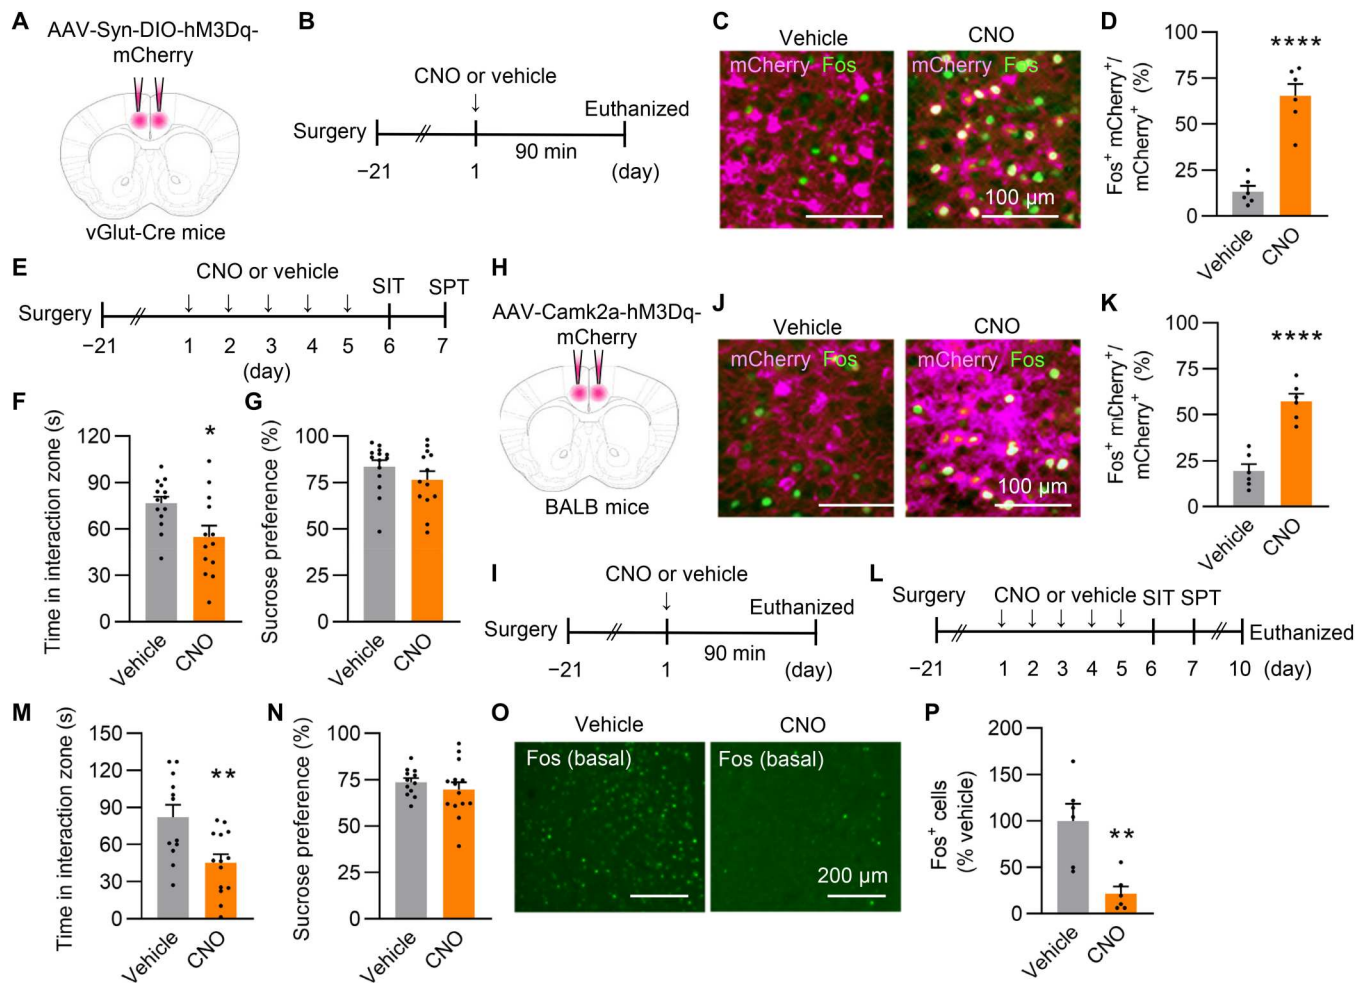 A
AAV-Syn-DIO-hM3Dq-
mCherry
vGlut-Cre mice
B
CNO or vehicle
Euthanized
Surgery
90 min
−21
1
(day)
C
Vehicle
CNO
mCherry Fos
mCherry Fos
100 µm
D
Fos⁺ mCherry⁺/
mCherry⁺ (%)
100
75
50
25
0
****
Vehicle
CNO
E
CNO or vehicle
SIT
SPT
Surgery
−21
1
2
3
4
5
6
7
(day)
F
Time in interaction zone (s)
120
90
60
30
0
*
Vehicle
CNO
G
Sucrose preference (%)
100
75
50
25
0
Vehicle
CNO
H
AAV-Camk2a-hM3Dq-
mCherry
BALB mice
I
CNO or vehicle
Euthanized
Surgery
90 min
−21
1
(day)
J
Vehicle
CNO
mCherry Fos
mCherry Fos
100 µm
K
Fos⁺ mCherry⁺/
mCherry⁺ (%)
100
75
50
25
0
****
Vehicle
CNO
L
Surgery
CNO or vehicle
SIT SPT
Euthanized
−21
1
2
3
4
5
6
7
10
(day)
M
Time in interaction zone (s)
150
120
90
60
30
0
**
Vehicle
CNO
N
Sucrose preference (%)
100
75
50
25
0
Vehicle
CNO
O
Vehicle
CNO
Fos (basal)
Fos (basal)
200 µm
P
Fos⁺ cells
(% vehicle)
200
150
100
50
0
**
Vehicle
CNO